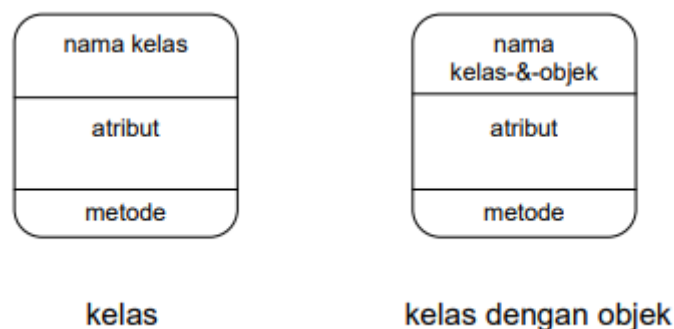 nama kelas
atribut
metode
kelas
nama
kelas-&-objek
atribut
metode
kelas dengan objek